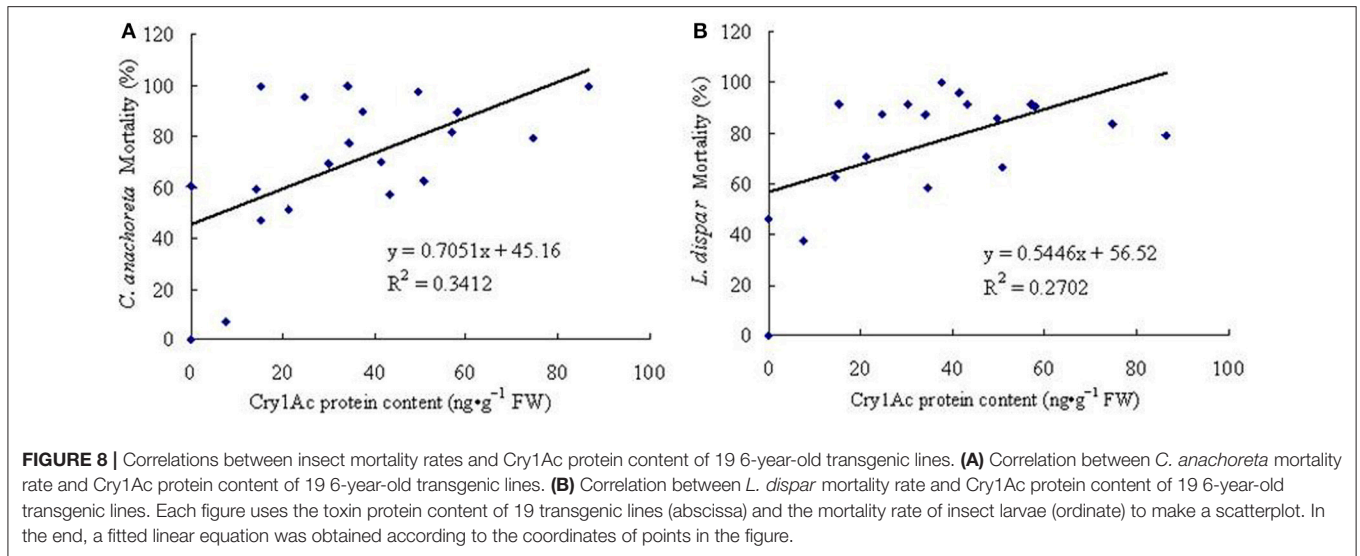 A
C. anachoreta Mortality (%)
120
100
80
60
40
20
0
0 20 40 60 80 100
y = 0.7051x + 45.16
R² = 0.3412
Cry1Ac protein content (ng•g⁻¹ FW)
B
L. dispar Mortality (%)
120
100
80
60
40
20
0
0 20 40 60 80 100
y = 0.5446x + 56.52
R² = 0.2702
Cry1Ac protein content (ng•g⁻¹ FW)
FIGURE 8 | Correlations between insect mortality rates and Cry1Ac protein content of 19 6-year-old transgenic lines. (A) Correlation between C. anachoreta mortality
rate and Cry1Ac protein content of 19 6-year-old transgenic lines. (B) Correlation between L. dispar mortality rate and Cry1Ac protein content of 19 6-year-old
transgenic lines. Each figure uses the toxin protein content of 19 transgenic lines (abscissa) and the mortality rate of insect larvae (ordinate) to make a scatterplot. In
the end, a fitted linear equation was obtained according to the coordinates of points in the figure.